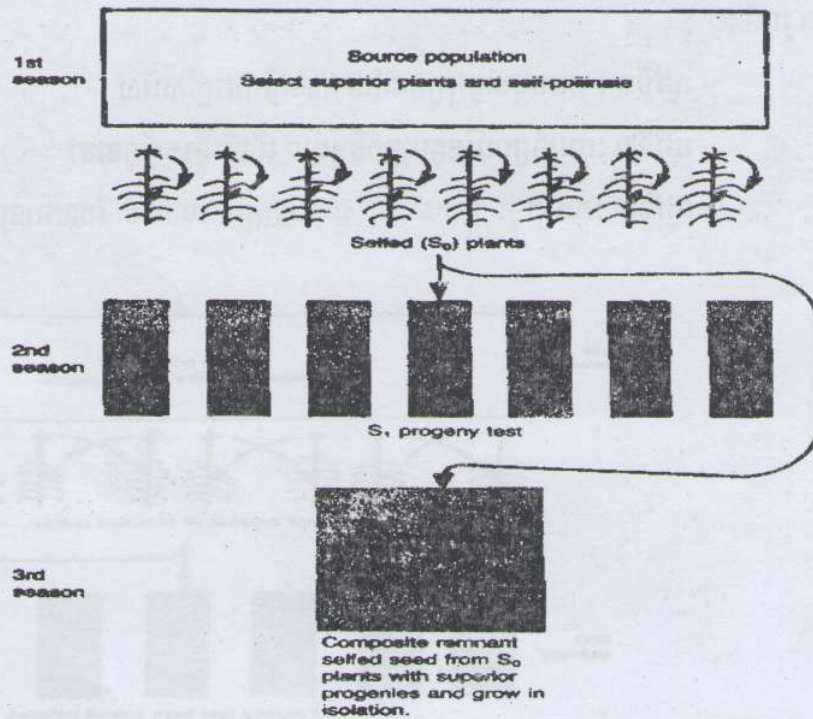 1st
season
Source population
Select superior plants and self-pollinate
Selfed (S₀) plants
2nd
season
S₁ progeny test
3rd
season
Composite remnant
selfed seed from S₀
plants with superior
progenies and grow in
isolation.